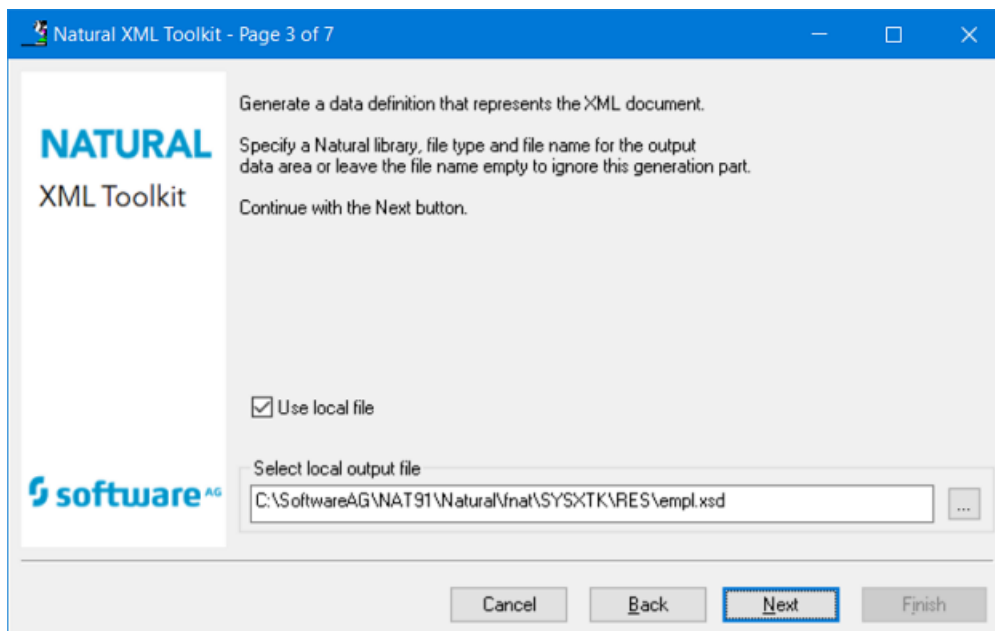 Natural XML Toolkit - Page 3 of 7
NATURAL
XML Toolkit
Generate a data definition that represents the XML document.
Specify a Natural library, file type and file name for the output
data area or leave the file name empty to ignore this generation part.
Continue with the Next button.
Use local file
Select local output file
C:\SoftwareAG\NAT91\Natural\fnat\SYSXTK\RES\empl.xsd
...
software AG
Cancel
Back
Next
Finish